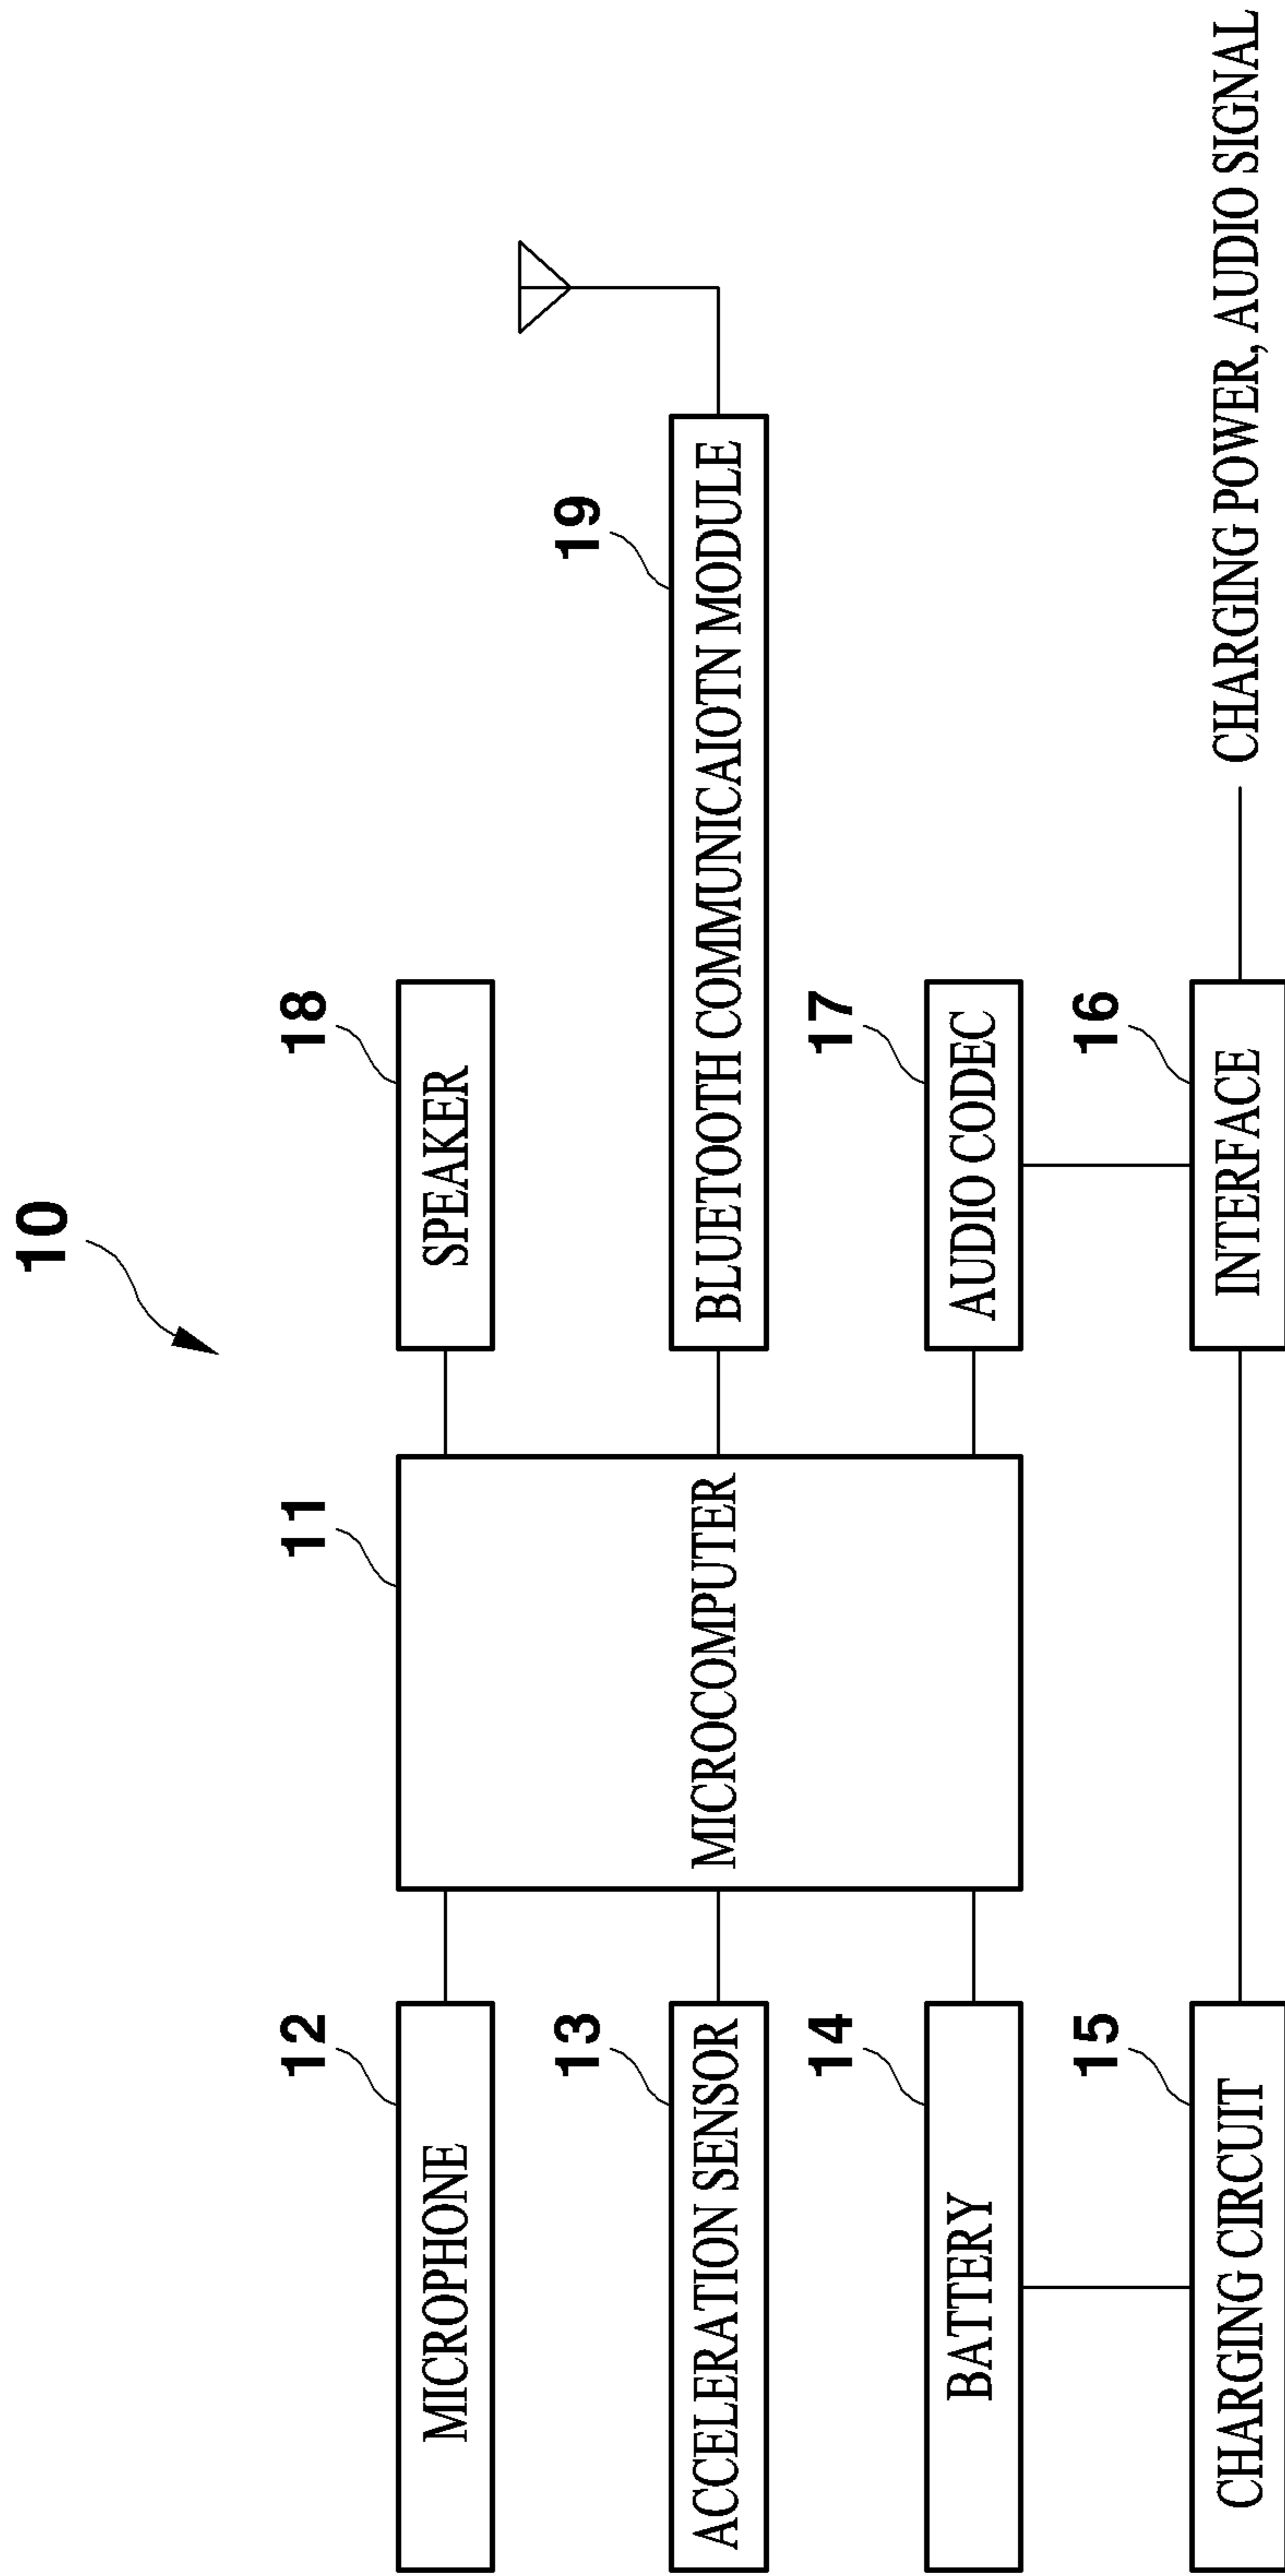 10
12
MICROPHONE
11
MICROCOMPUTER
18
SPEAKER
13
ACCELERATION SENSOR
19
BLUETOOTH COMMUNICAIOTN MODULE
14
BATTERY
17
AUDIO CODEC
15
CHARGING CIRCUIT
16
INTERFACE
CHARGING POWER, AUDIO SIGNAL